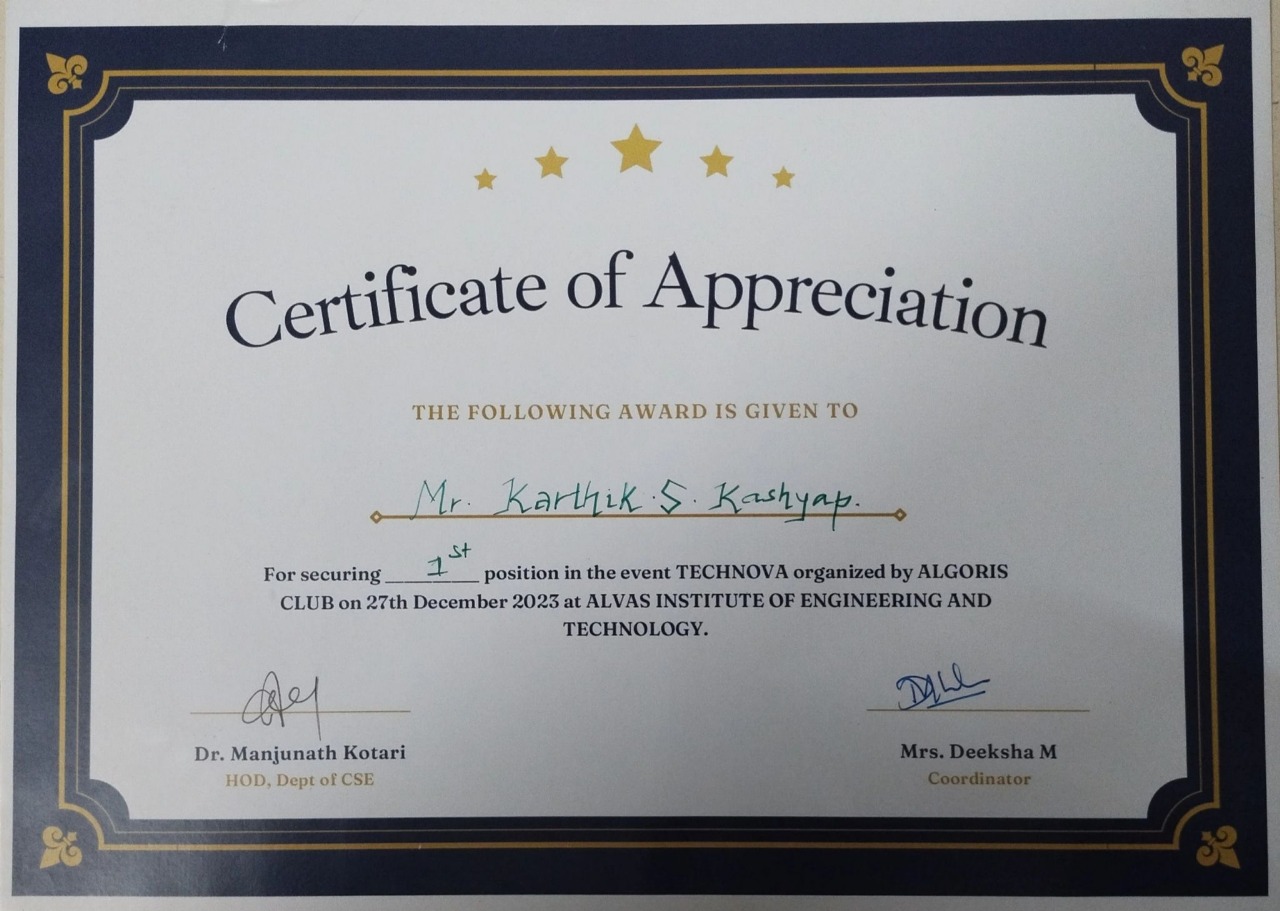 Certificate of Appreciation
THE FOLLOWING AWARD IS GIVEN TO
Mr. Karthik.S. Kashyap.
For securing 1st position in the event TECHNOVA organized by ALGORIS
CLUB on 27th December 2023 at ALVAS INSTITUTE OF ENGINEERING AND
TECHNOLOGY.
Dr. Manjunath Kotari
HOD, Dept of CSE
Mrs. Deeksha M
Coordinator